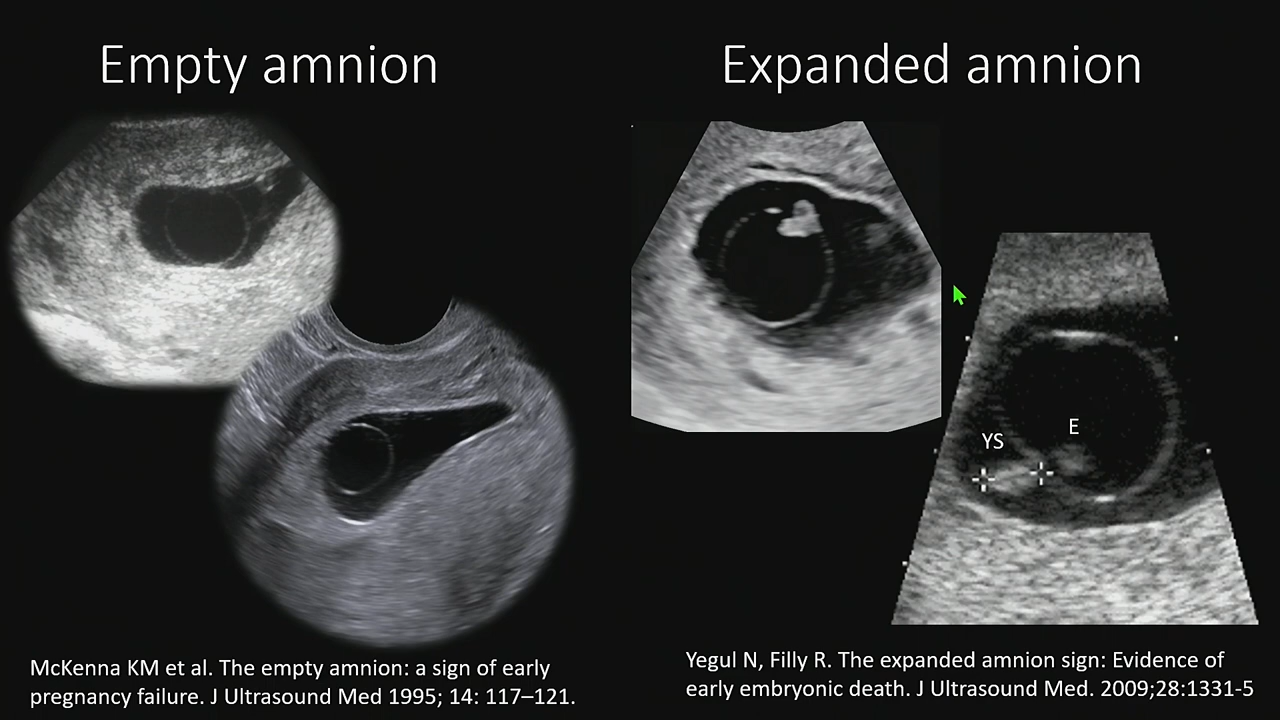 Empty amnion
Expanded amnion
YS
E
McKenna KM et al. The empty amnion: a sign of early
pregnancy failure. J Ultrasound Med 1995; 14: 117–121.
Yegul N, Filly R. The expanded amnion sign: Evidence of
early embryonic death. J Ultrasound Med. 2009;28:1331-5